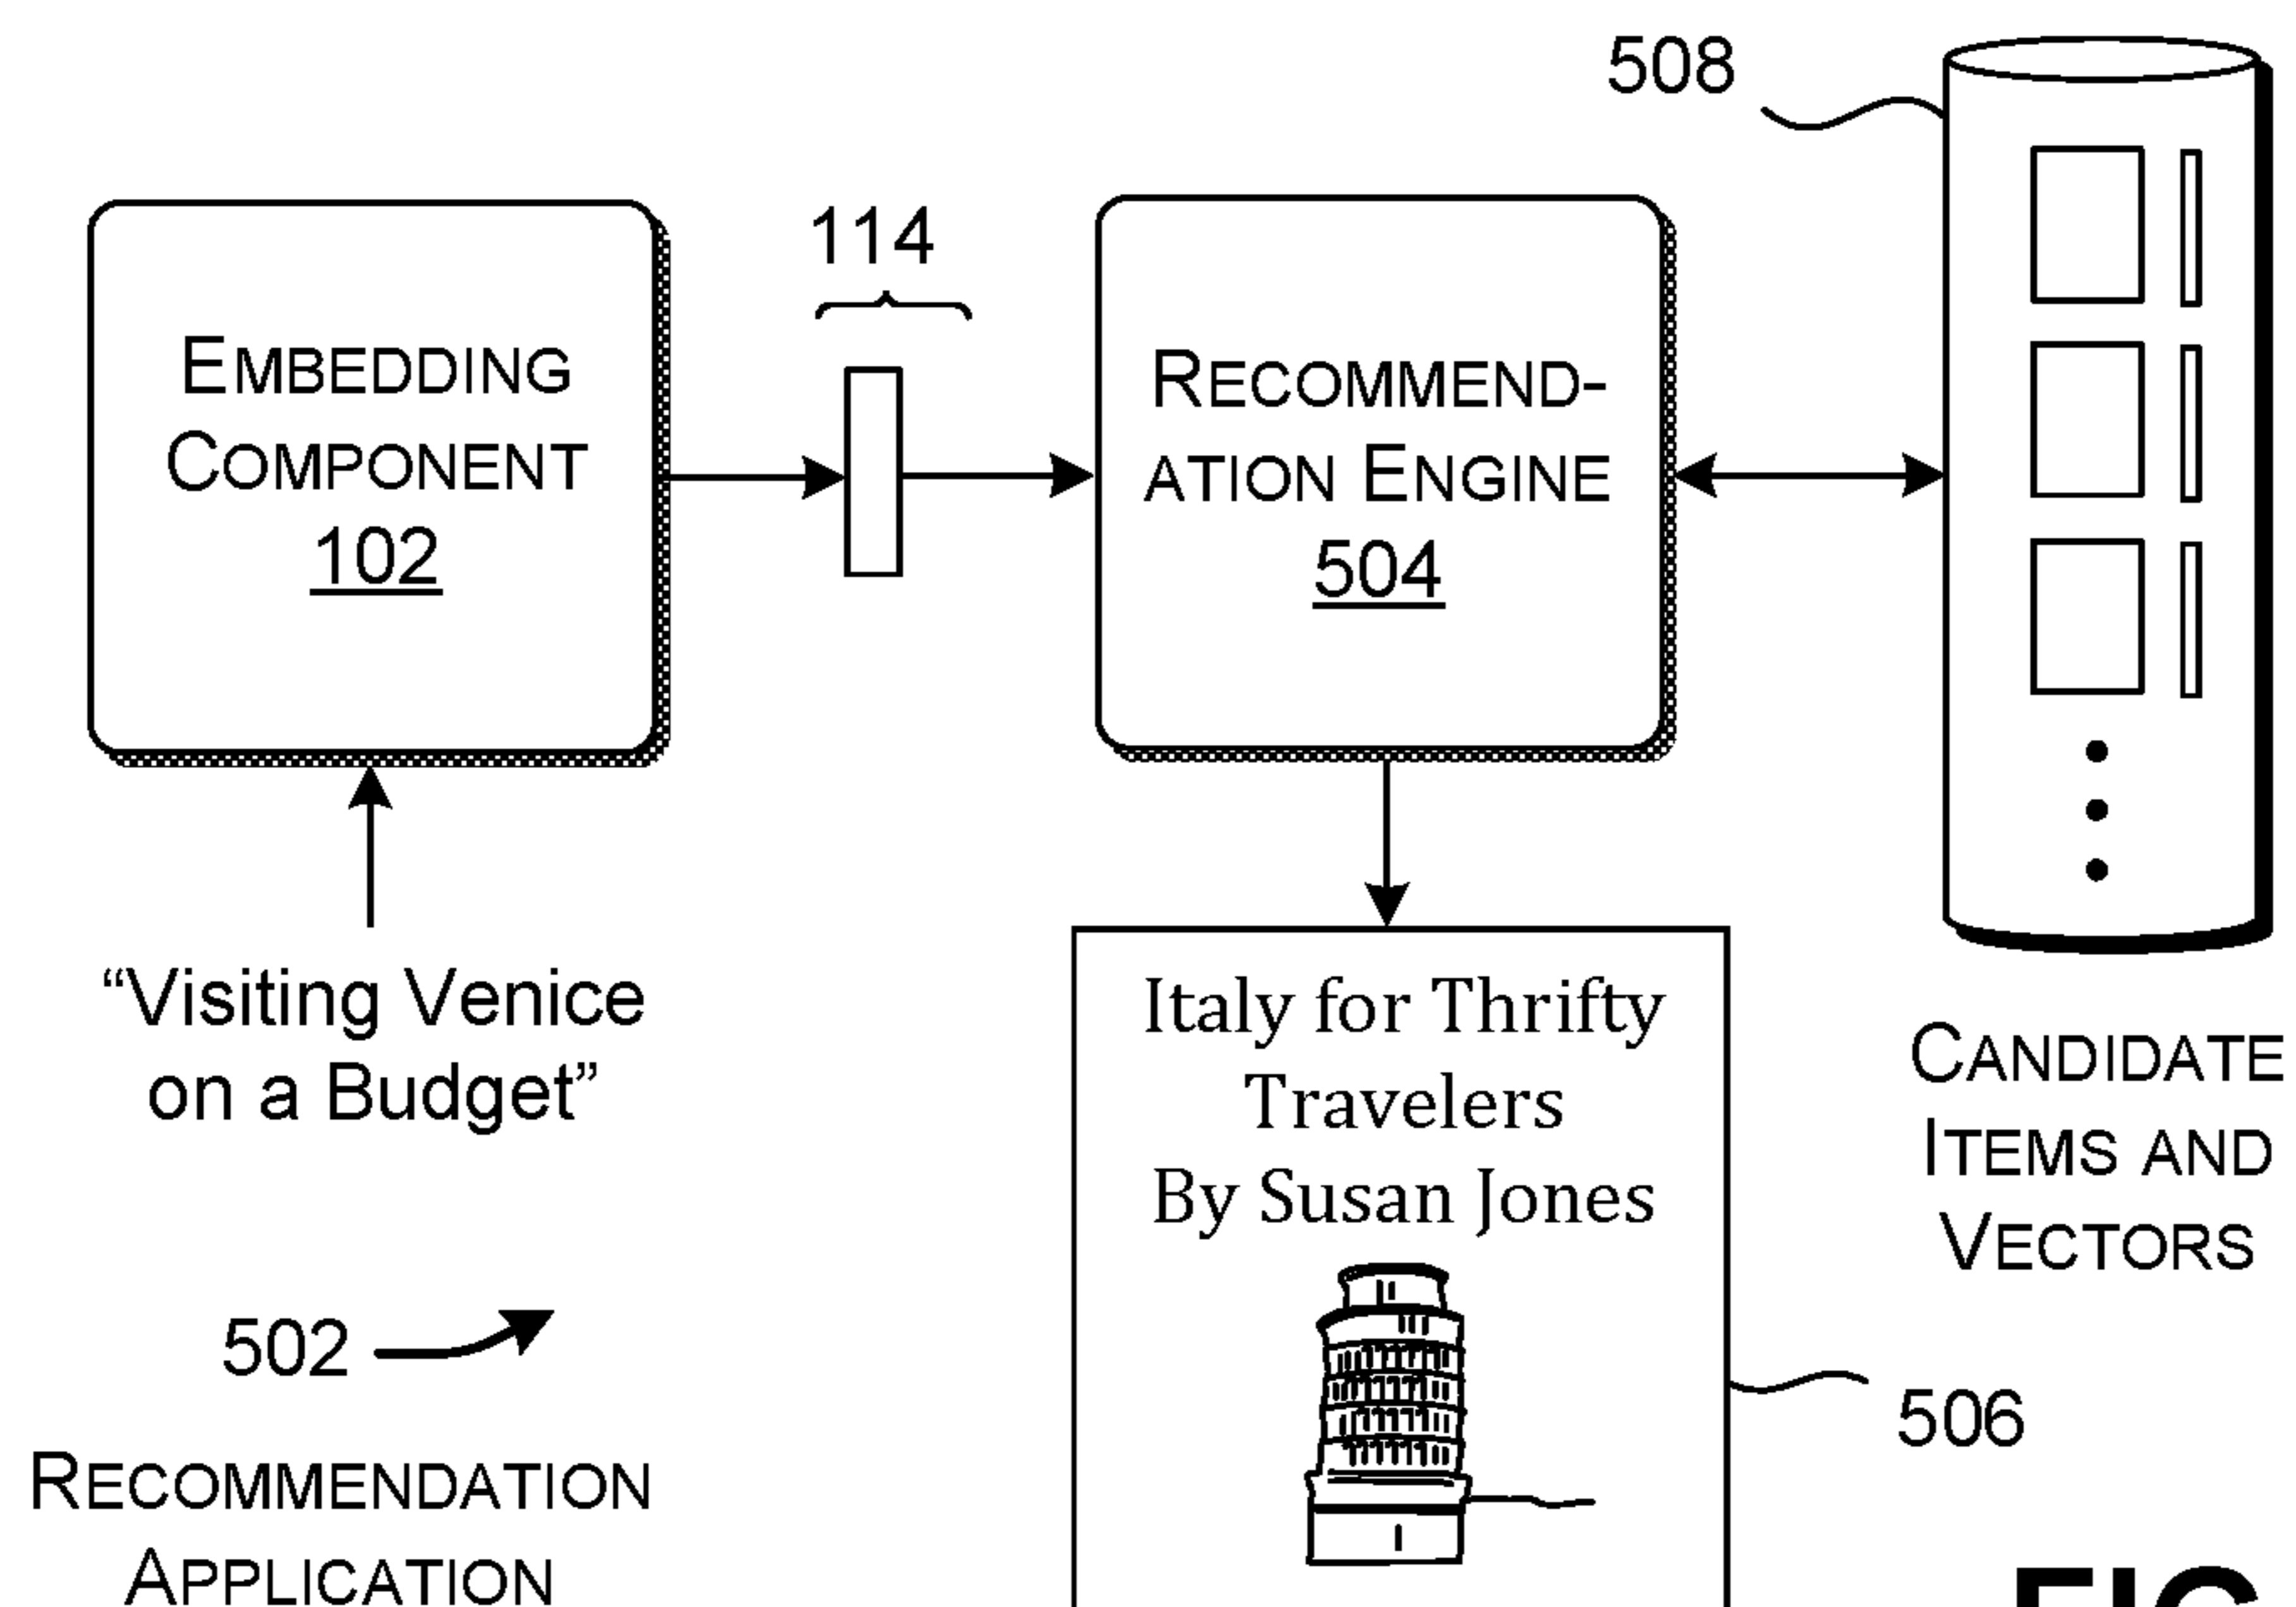 508
114
EMBEDDING
COMPONENT
102
RECOMMEND-
ATION ENGINE
504
“Visiting Venice
on a Budget”
Italy for Thrifty
Travelers
By Susan Jones
CANDIDATE
ITEMS AND
VECTORS
502
506
RECOMMENDATION
APPLICATION